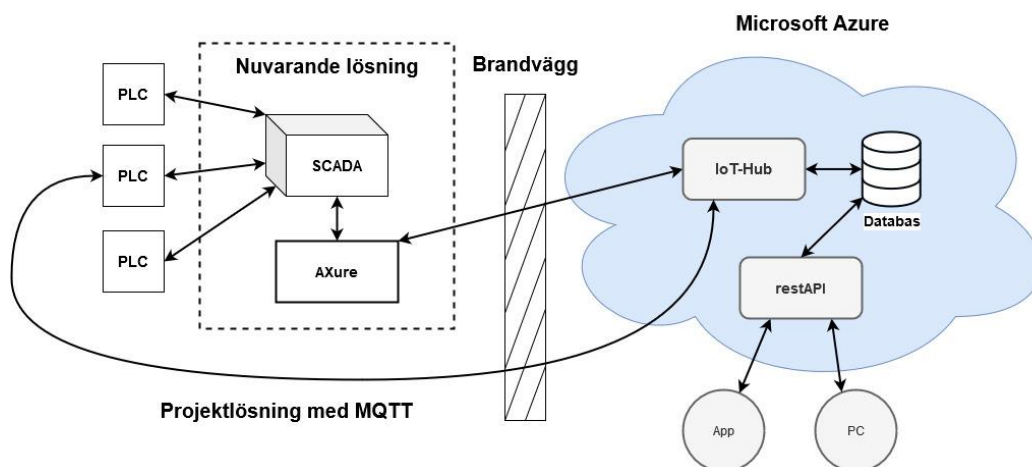 Microsoft Azure
Nuvarande lösning
Brandvägg
PLC
SCADA
PLC
IoT-Hub
Databas
PLC
AXure
restAPI
Projektlösning med MQTT
App
PC